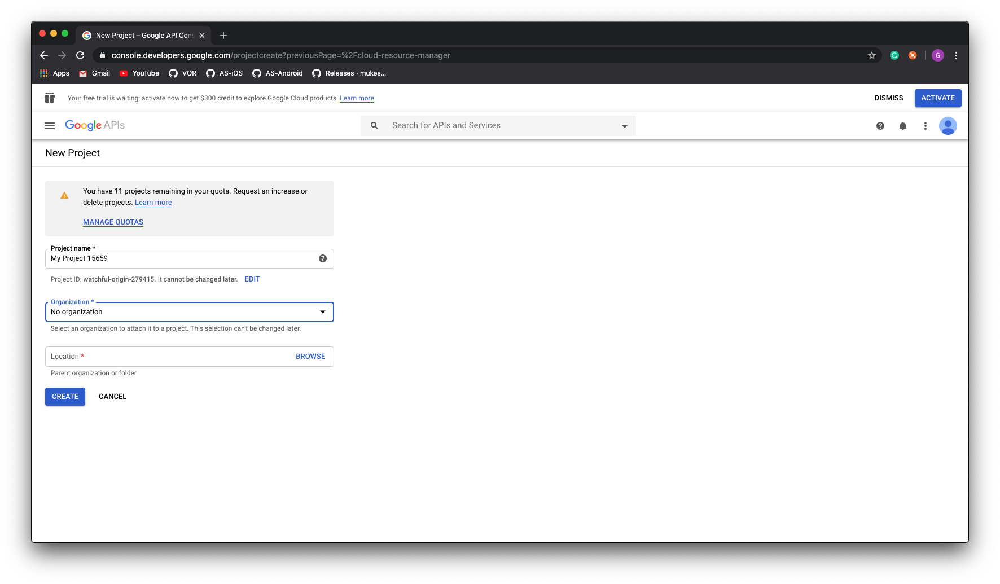 New Project – Google API Cons
console.developers.google.com/projectcreate?previousPage=%2Fcloud-resource-manager
G
Apps Gmail YouTube VOR AS-iOS AS-Android Releases · mukes...
Your free trial is waiting: activate now to get $300 credit to explore Google Cloud products. Learn more
DISMISS ACTIVATE
Google APIs
Search for APIs and Services
New Project
You have 11 projects remaining in your quota. Request an increase or
delete projects. Learn more
MANAGE QUOTAS
Project name *
My Project 15659
Project ID: watchful-origin-279415. It cannot be changed later. EDIT
Organization *
No organization
Select an organization to attach it to a project. This selection can't be changed later.
Location * BROWSE
Parent organization or folder
CREATE CANCEL